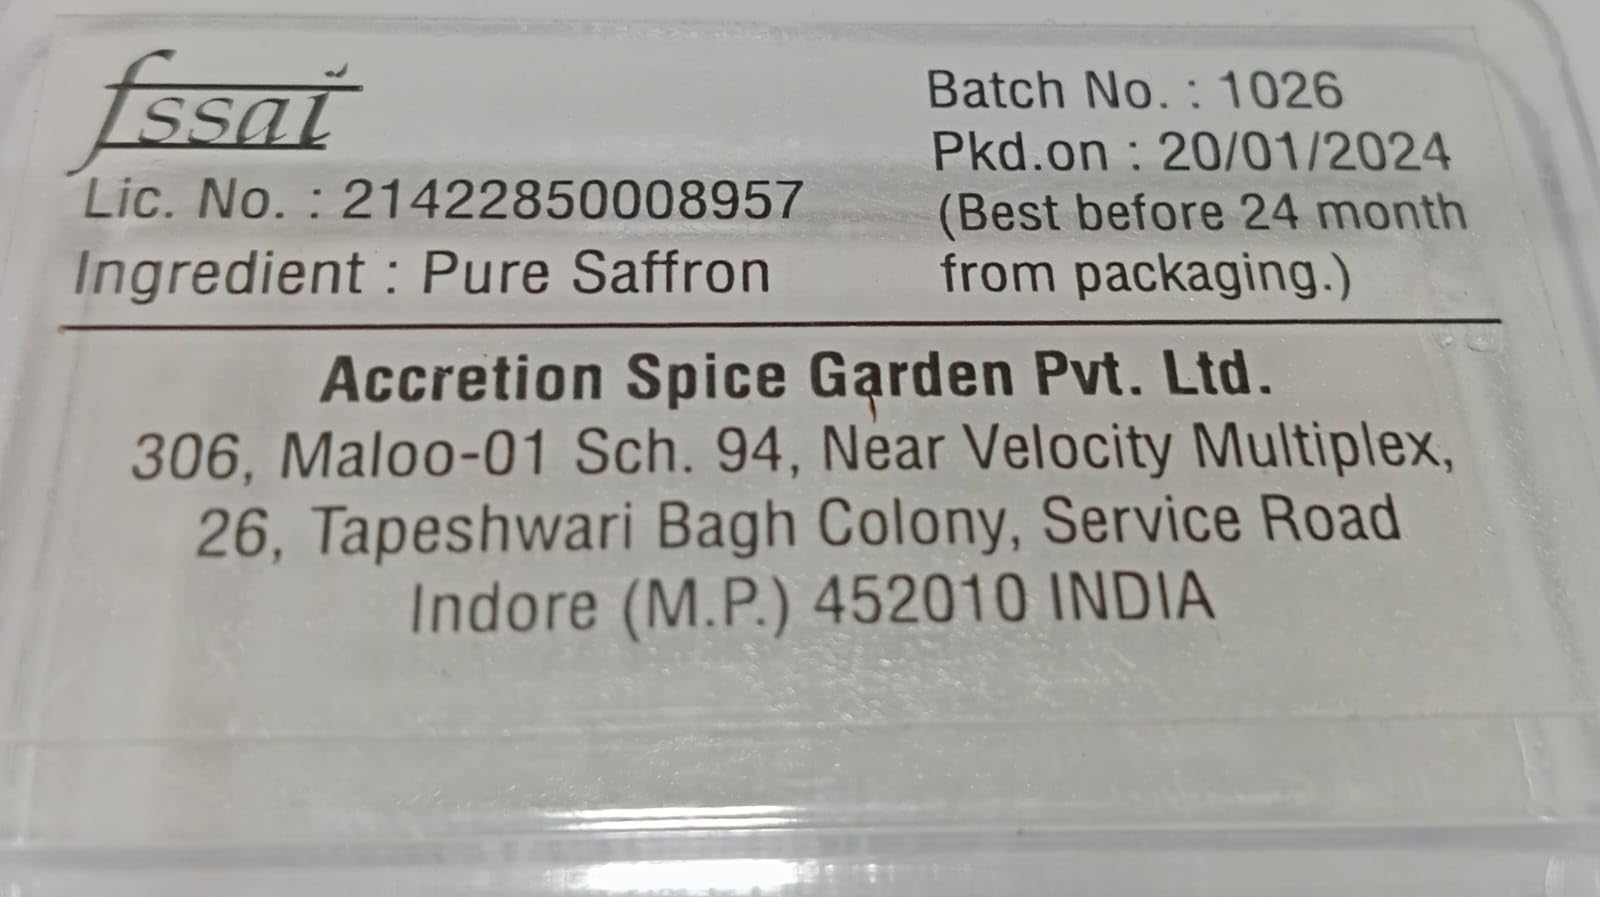 fssai
Lic. No. : 21422850008957
Ingredient : Pure Saffron
Batch No. : 1026
Pkd.on : 20/01/2024
(Best before 24 month
from packaging.)
Accretion Spice Garden Pvt. Ltd.
306, Maloo-01 Sch. 94, Near Velocity Multiplex,
26, Tapeshwari Bagh Colony, Service Road
Indore (M.P.) 452010 INDIA